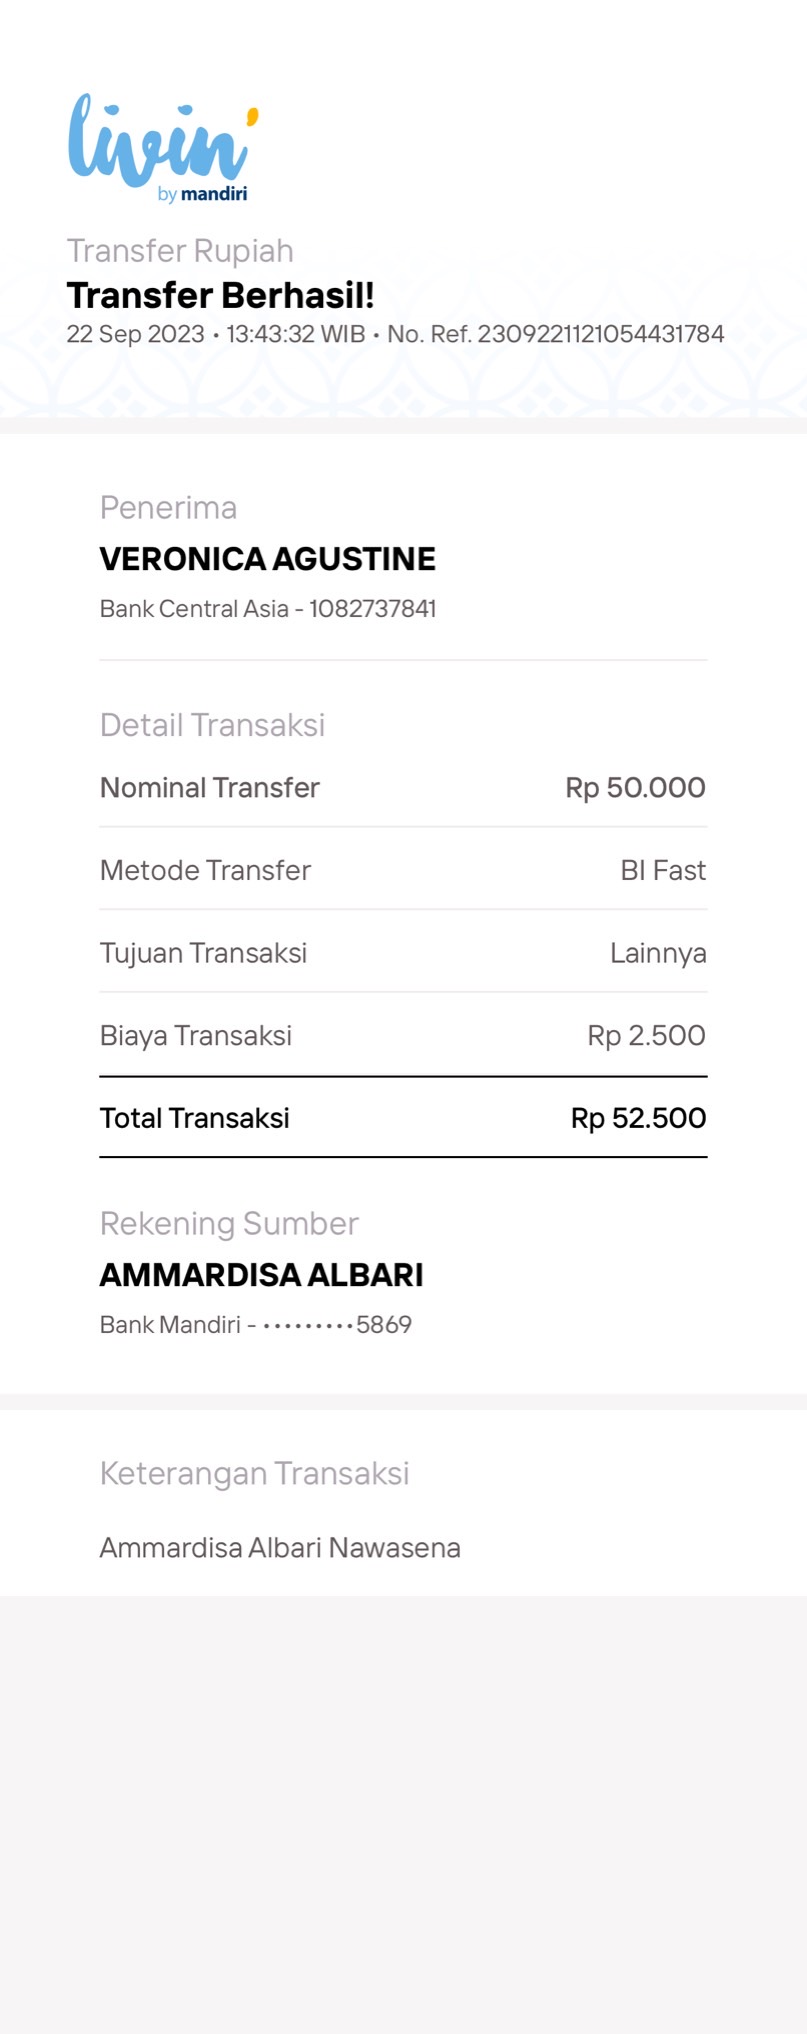 livin'
by mandiri
Transfer Rupiah
Transfer Berhasil!
22 Sep 2023 • 13:43:32 WIB • No. Ref. 2309221121054431784
Penerima
VERONICA AGUSTINE
Bank Central Asia - 1082737841
Detail Transaksi
Nominal Transfer Rp 50.000
Metode Transfer BI Fast
Tujuan Transaksi Lainnya
Biaya Transaksi Rp 2.500
Total Transaksi Rp 52.500
Rekening Sumber
AMMARDISA ALBARI
Bank Mandiri - •••••••••5869
Keterangan Transaksi
Ammardisa Albari Nawasena